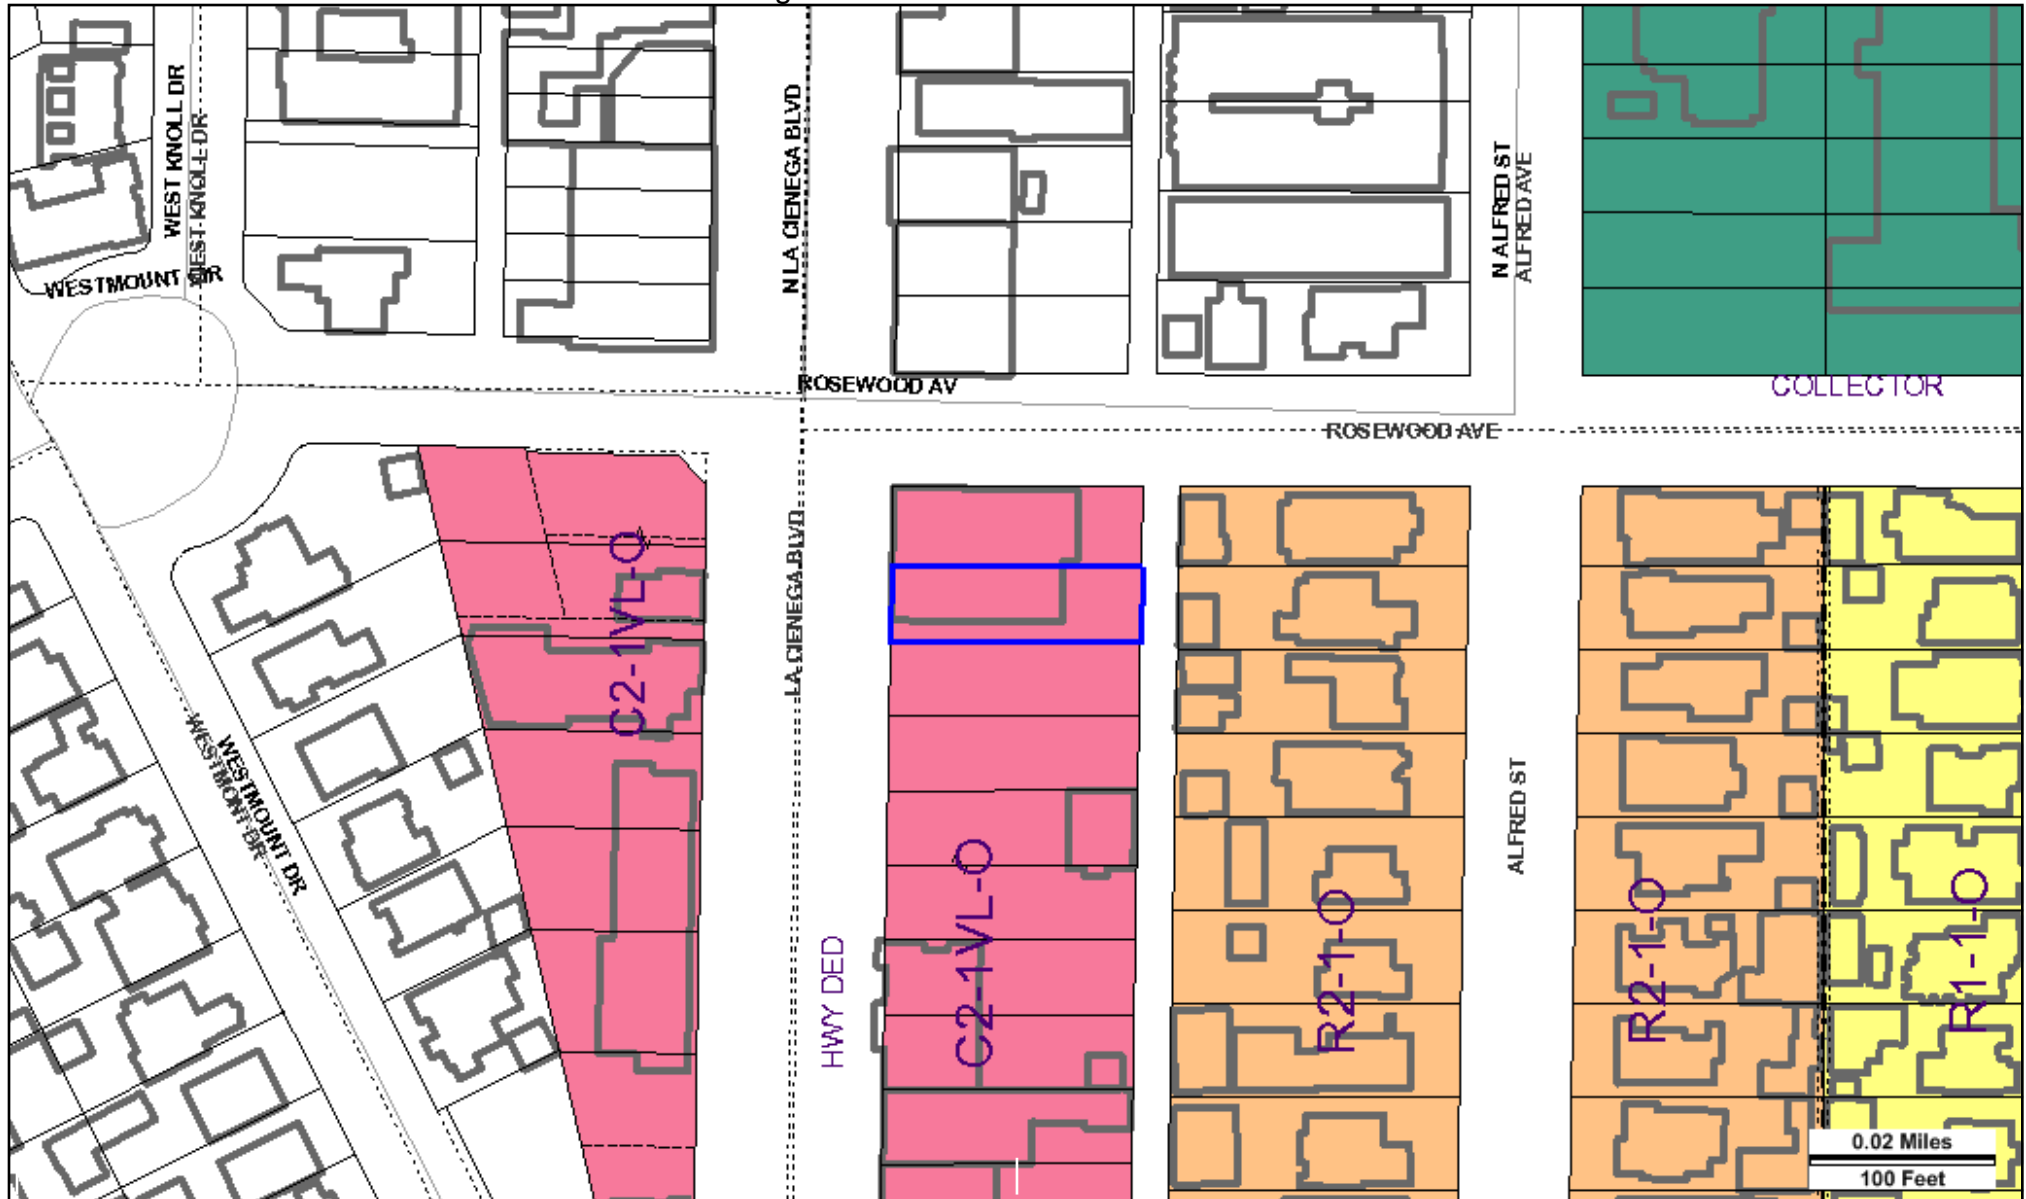 WEST KNOLL DR
WEST KNOLL DR
WESTMOUNT DR
N LA CIENEGA BLVD
N ALFRED ST
ALFRED AVE
ROSEWOOD AV
COLLECTOR
ROSEWOOD AVE
C2-1VL-O
LA CIENEGA BLVD
WESTMOUNT DR
WESTMONT DR
HWY DED
C2-1VL-O
ALFRED ST
R2-1-O
R2-1-O
R1-1-O
0.02 Miles
100 Feet